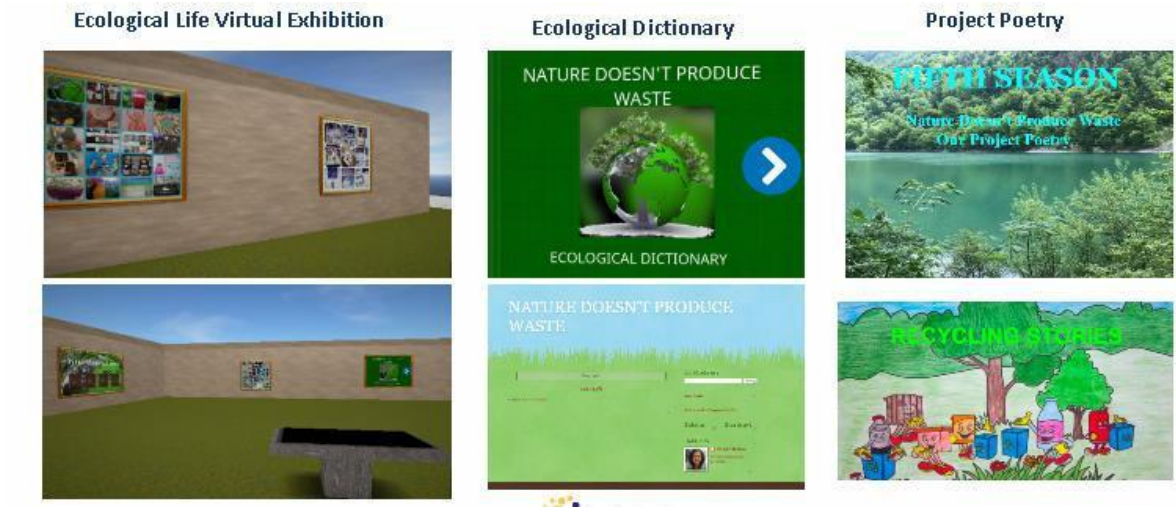 Ecological Life Virtual Exhibition
Ecological Dictionary
Project Poetry
NATURE DOESN'T PRODUCE
WASTE
ECOLOGICAL DICTIONARY
FIFTH SEASON
Nature Doesn't Produce Waste
Our Project Poetry
NATURE DOESN'T PRODUCE
WASTE
RECYCLING STORIES